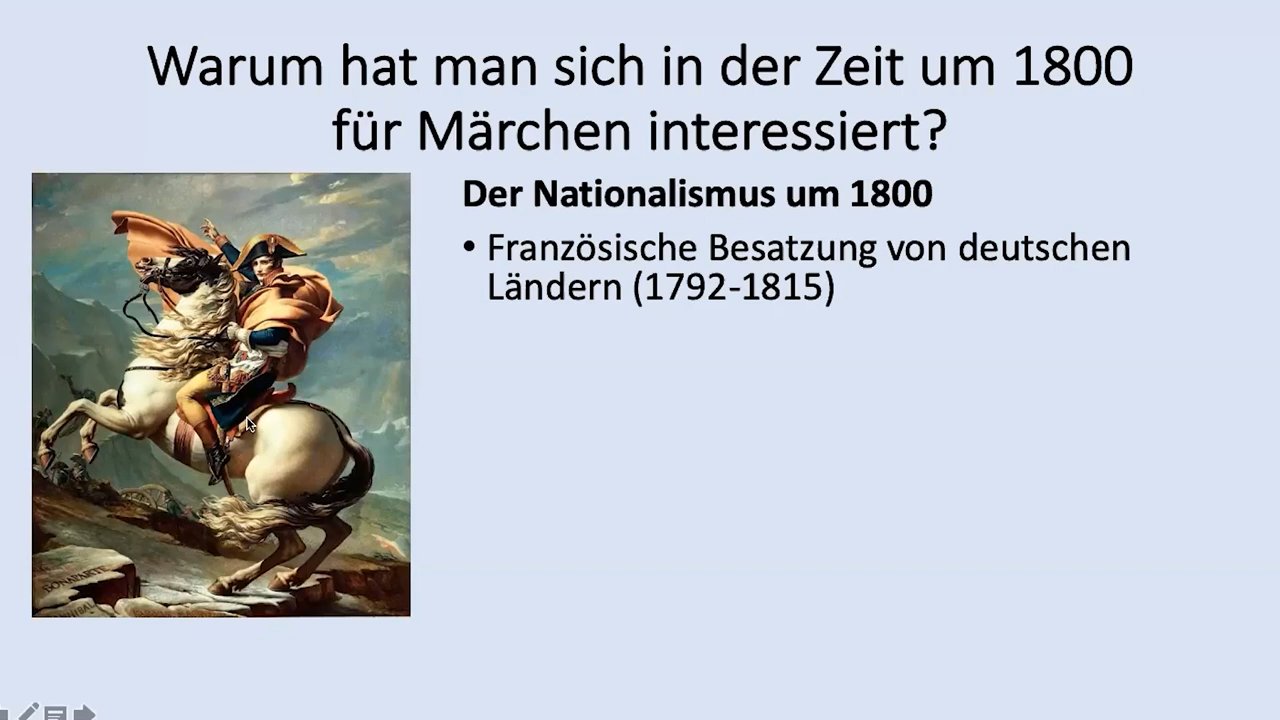 Warum hat man sich in der Zeit um 1800
für Märchen interessiert?
Der Nationalismus um 1800
• Französische Besatzung von deutschen
Ländern (1792-1815)
BONAPARTE